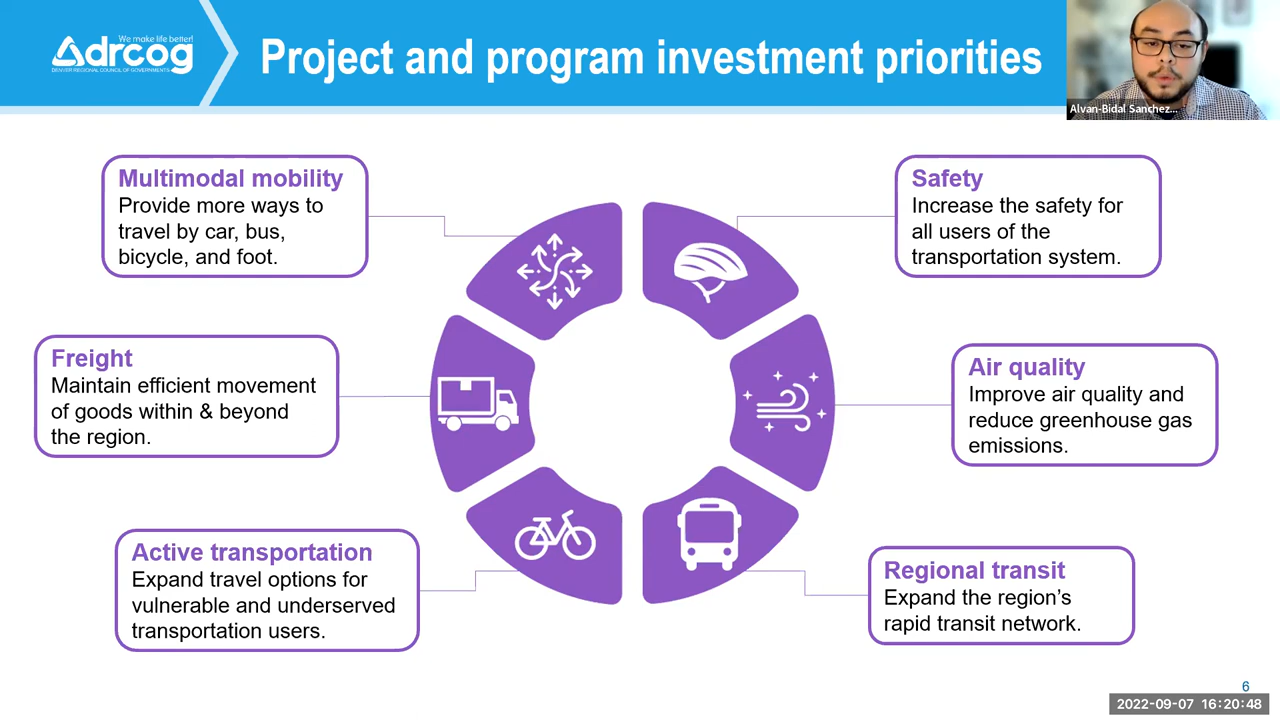 We make life better!
drcog
DENVER REGIONAL COUNCIL OF GOVERNMENTS
Project and program investment priorities
Alvan-Bidal Sanchez...
Multimodal mobility
Provide more ways to
travel by car, bus,
bicycle, and foot.
Safety
Increase the safety for
all users of the
transportation system.
Freight
Maintain efficient movement
of goods within & beyond
the region.
Air quality
Improve air quality and
reduce greenhouse gas
emissions.
Active transportation
Expand travel options for
vulnerable and underserved
transportation users.
Regional transit
Expand the region’s
rapid transit network.
6
2022-09-07 16:20:48